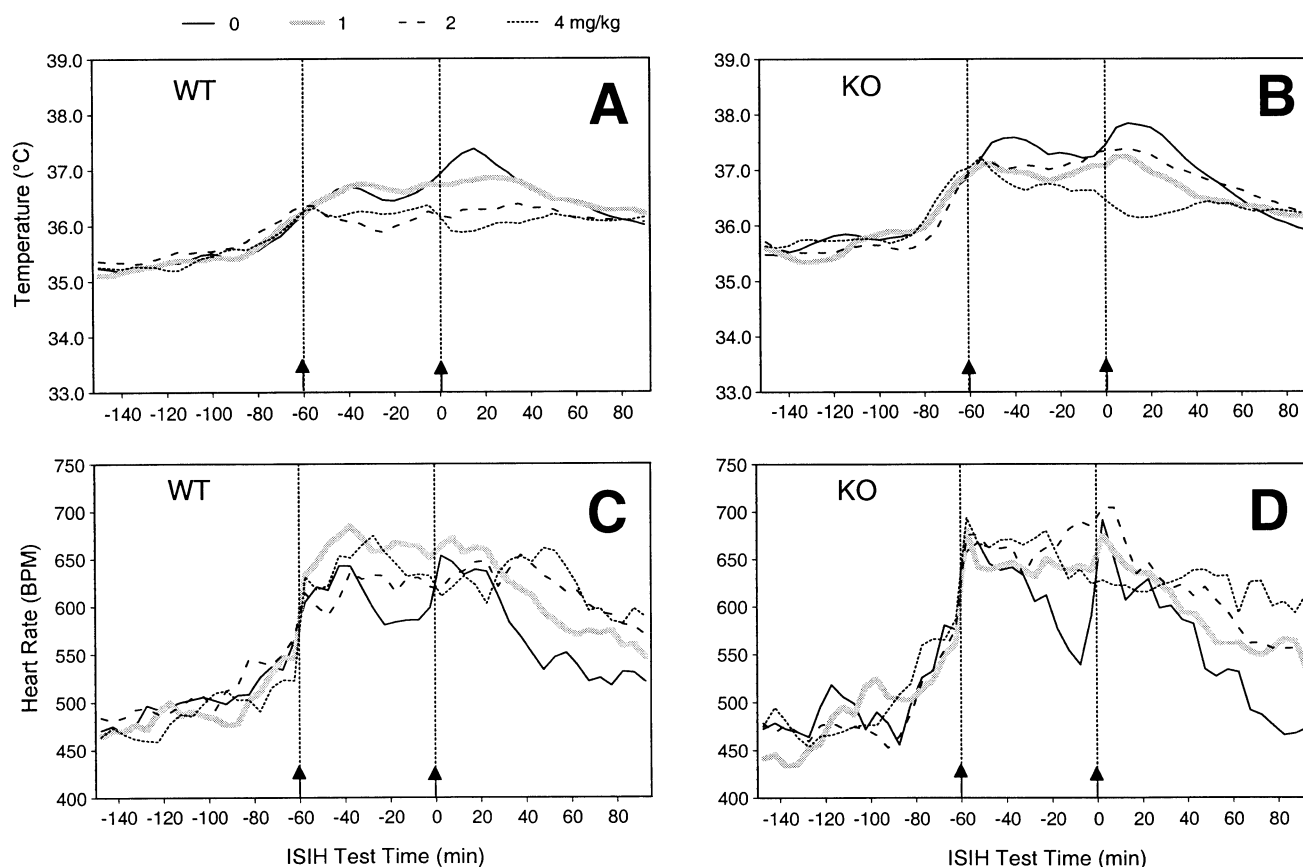 0 1 2 4 mg/kg
39.0 38.0 37.0 36.0 35.0 34.0 33.0
Temperature (°C)
WT
A
-140 -120 -100 -80 -60 -40 -20 0 20 40 60 80
39.0 38.0 37.0 36.0 35.0 34.0 33.0
KO
B
-140 -120 -100 -80 -60 -40 -20 0 20 40 60 80
750 700 650 600 550 500 450 400
Heart Rate (BPM)
WT
C
-140 -120 -100 -80 -60 -40 -20 0 20 40 60 80
ISIH Test Time (min)
750 700 650 600 550 500 450 400
KO
D
-140 -120 -100 -80 -60 -40 -20 0 20 40 60 80
ISIH Test Time (min)